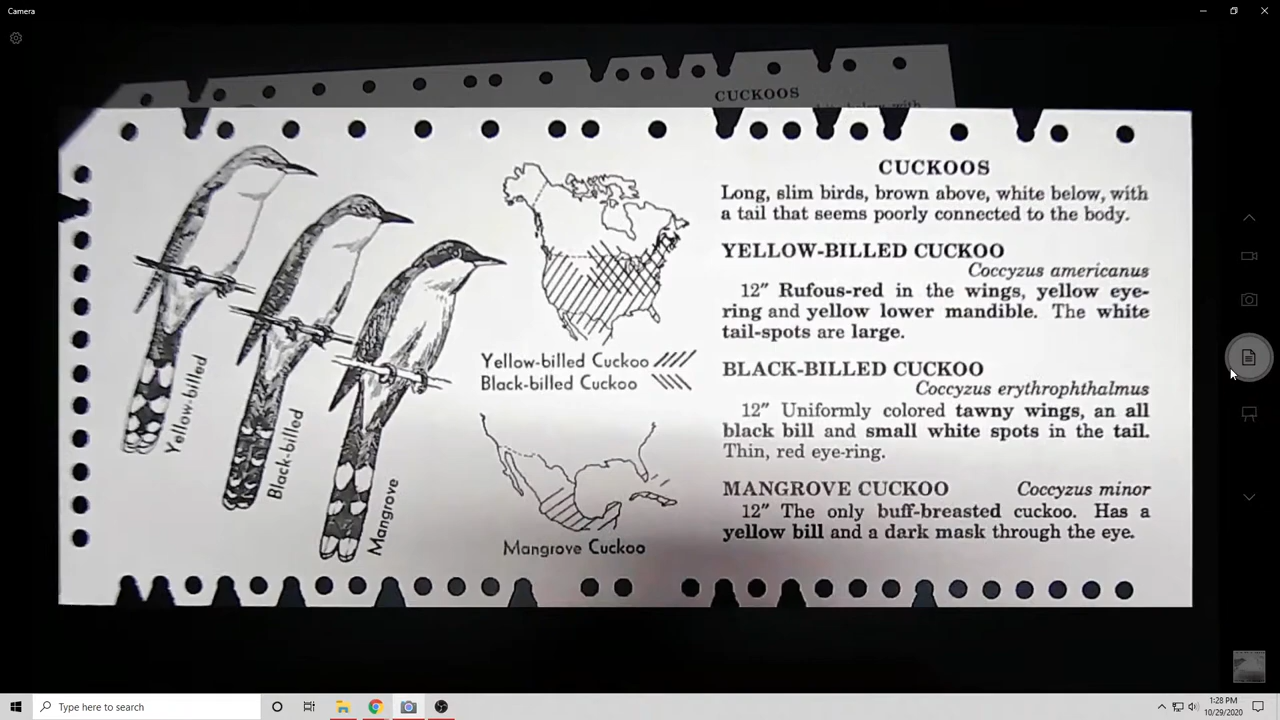 Camera
CUCKOOS
CUCKOOS
Long, slim birds, brown above, white below, with
a tail that seems poorly connected to the body.
YELLOW-BILLED CUCKOO
Coccyzus americanus
12" Rufous-red in the wings, yellow eye-
ring and yellow lower mandible. The white
tail-spots are large.
BLACK-BILLED CUCKOO
Coccyzus erythrophthalmus
12" Uniformly colored tawny wings, an all
black bill and small white spots in the tail.
Thin, red eye-ring.
MANGROVE CUCKOO Coccyzus minor
12" The only buff-breasted cuckoo. Has a
yellow bill and a dark mask through the eye.
Yellow-billed
Black-billed
Mangrove
Yellow-billed Cuckoo
Black-billed Cuckoo
Mangrove Cuckoo
Type here to search
1:28 PM
10/29/2020